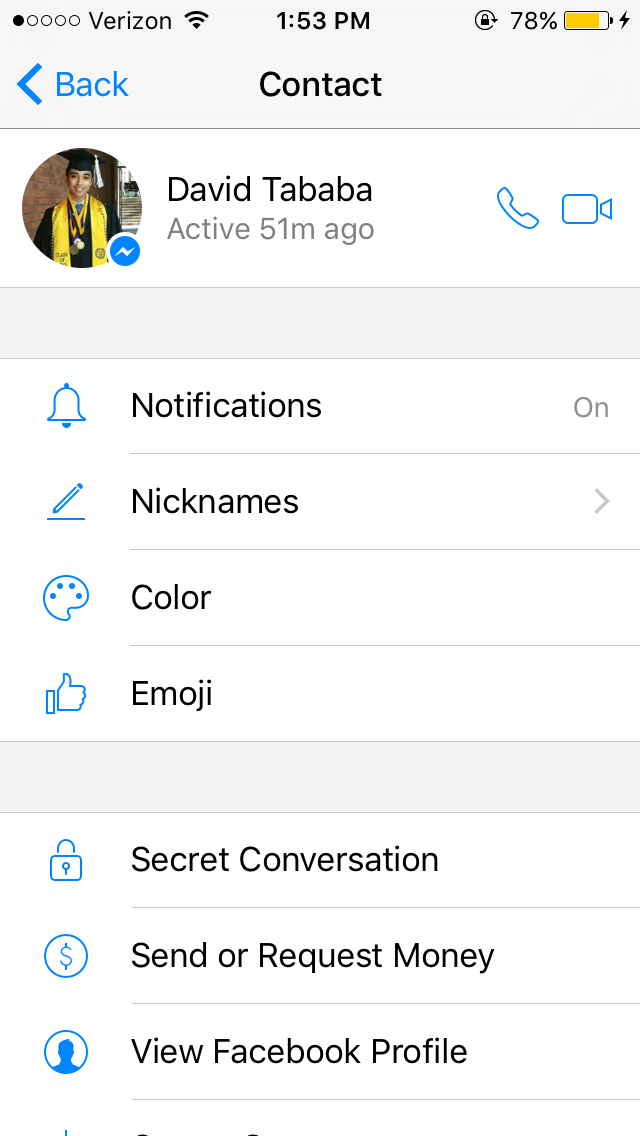 Verizon 1:53 PM 78%
Back Contact
David Tababa
Active 51m ago
Notifications On
Nicknames
Color
Emoji
Secret Conversation
Send or Request Money
View Facebook Profile